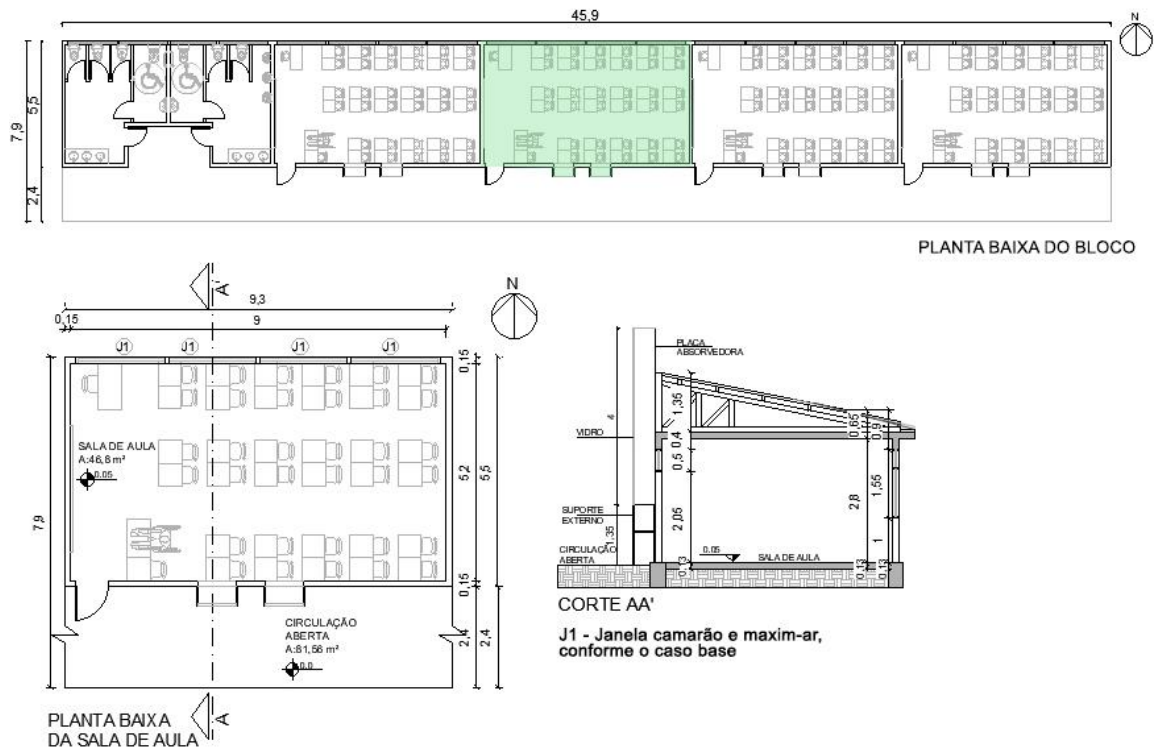 45,9
N
7,9
5,5
2,4
PLANTA BAIXA DO BLOCO
A'
9,3
0,15
9
N
J1
J1
J1
J1
0,15
SALA DE AULA
A:46,8 m²
0.05
7,9
5,2
5,5
0,15
CIRCULAÇÃO
ABERTA
A:81,56 m²
0.0
2,4
2,4
A
PLANTA BAIXA
DA SALA DE AULA
PLACA
ABSORVEDORA
4
1,35
0,65
0,9
VIDRO
0,4
0,5
1,55
2,8
2,05
SUPORTE
EXTERNO
1,35
1
CIRCULAÇÃO
ABERTA
0.05
SALA DE AULA
0,13
0,13
0,13
CORTE AA'
J1 - Janela camarão e maxim-ar,
conforme o caso base